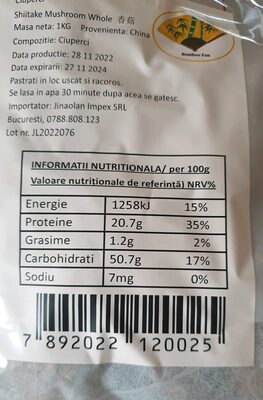 Ciuperci
Shiitake Mushroom Whole 香菇
Masa neta: 1KG Provenienta: China
Compozitie: Ciuperci
Data productie: 28 11 2022
Data expirarii: 27 11 2024
Pastrati in loc uscat si racoros.
Se lasa in apa 30 minute dupa acea se gatesc.
Importator: Jinaolan Impex SRL
Bucuresti, 0788.808.123
Lot nr. JL2022076
Bamboo Pan
INFORMATII NUTRITIONALA/ per 100g
Valoare nutritionale de referintă) NRV%
Energie 1258kJ 15%
Proteine 20.7g 35%
Grasime 1.2g 2%
Carbohidrati 50.7g 17%
Sodiu 7mg 0%
7 892022 120025